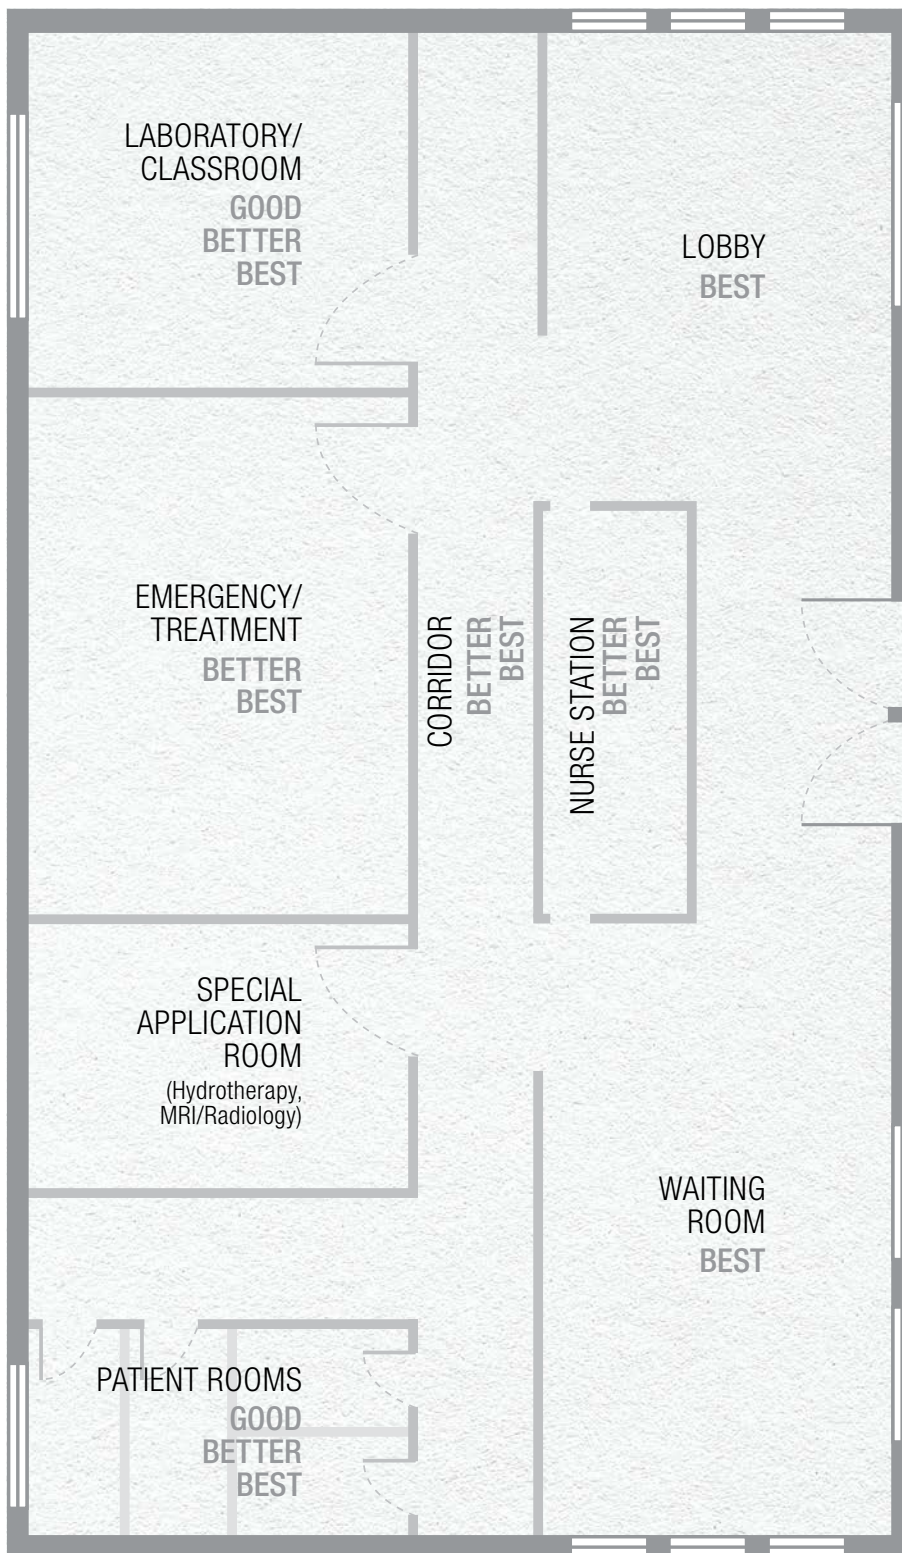 LABORATORY/
CLASSROOM
GOOD
BETTER
BEST
LOBBY
BEST
EMERGENCY/
TREATMENT
BETTER
BEST
CORRIDOR
BETTER
BEST
NURSE STATION
BETTER
BEST
SPECIAL
APPLICATION
ROOM
(Hydrotherapy,
MRI/Radiology)
WAITING
ROOM
BEST
PATIENT ROOMS
GOOD
BETTER
BEST